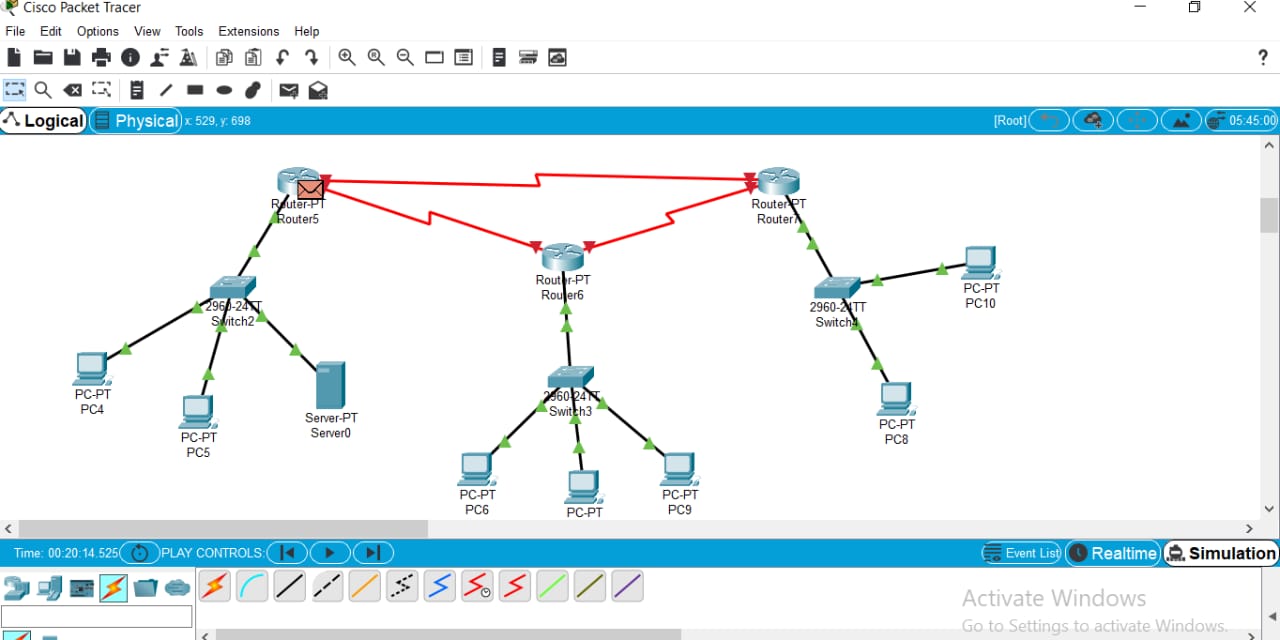 Cisco Packet Tracer
File Edit Options View Tools Extensions Help
?
Logical Physical x: 529, y: 698 [Root] 05:45:00
Router-PT
Router5
Router-PT
Router7
Router-PT
Router6
2960-24TT
Switch2
2960-24TT
Switch4
PC-PT
PC10
PC-PT
PC4
PC-PT
PC5
Server-PT
Server0
2960-24TT
Switch3
PC-PT
PC8
PC-PT
PC6
PC-PT
PC-PT
PC9
Time: 00:20:14.525 PLAY CONTROLS: Event List Realtime Simulation
Activate Windows
Go to Settings to activate Windows.